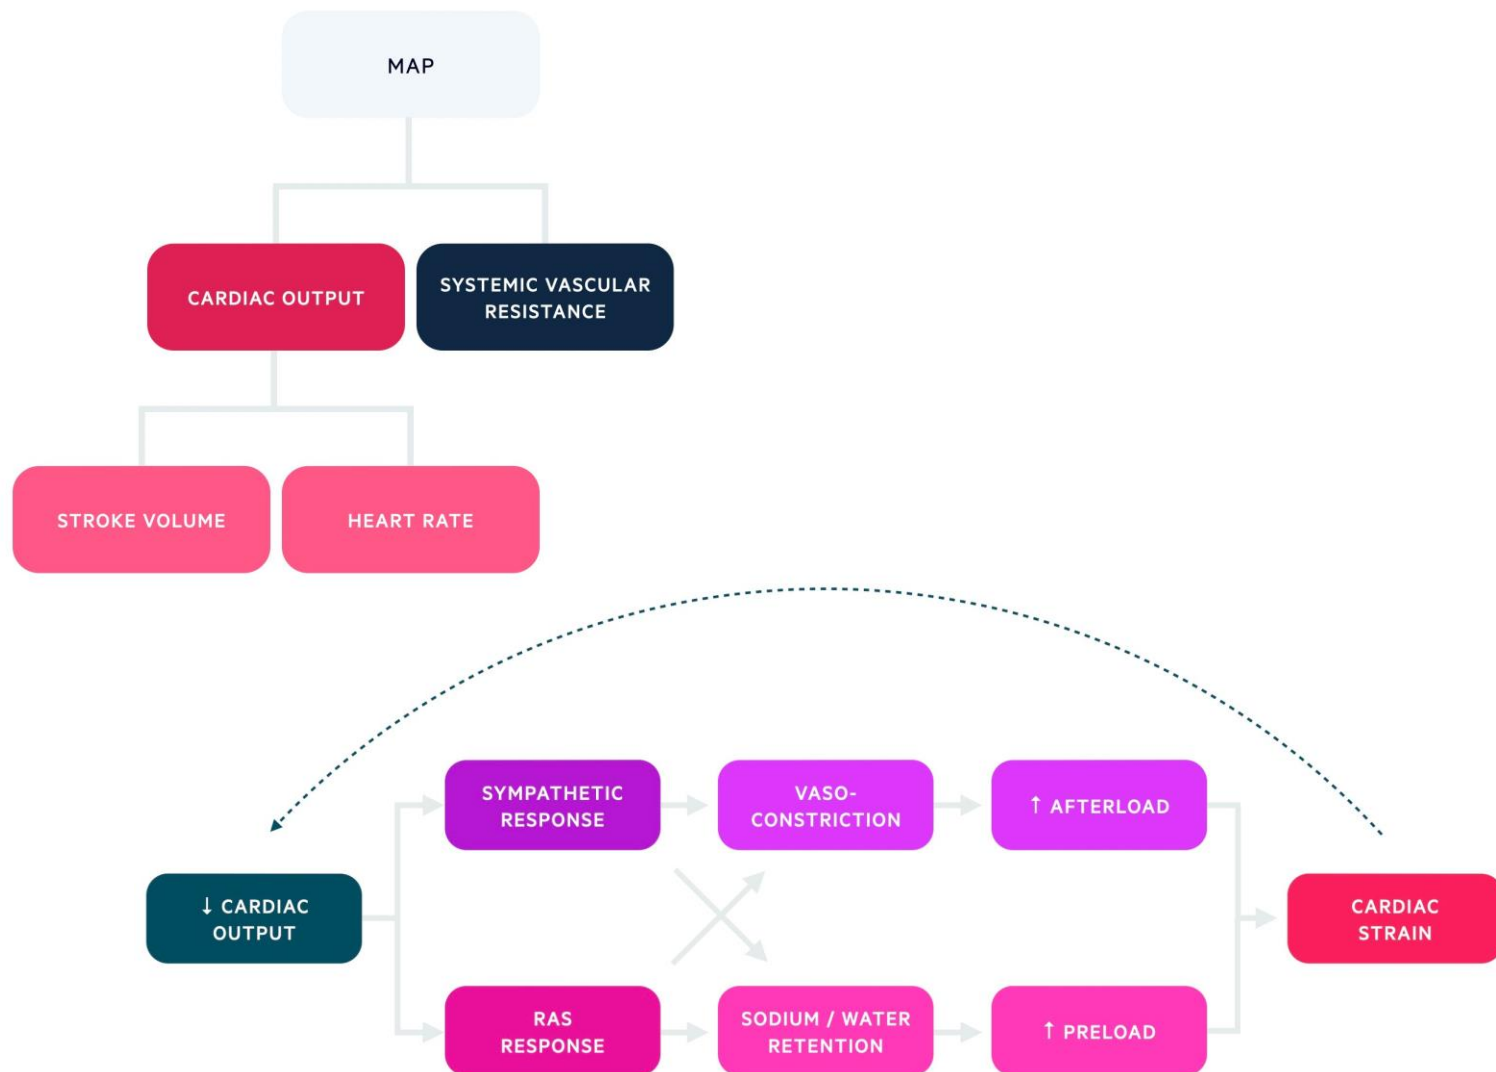 MAP
CARDIAC OUTPUT
SYSTEMIC VASCULAR
RESISTANCE
STROKE VOLUME
HEART RATE
↓ CARDIAC
OUTPUT
SYMPATHETIC
RESPONSE
VASO-
CONSTRICTION
↑ AFTERLOAD
RAS
RESPONSE
SODIUM / WATER
RETENTION
↑ PRELOAD
CARDIAC
STRAIN